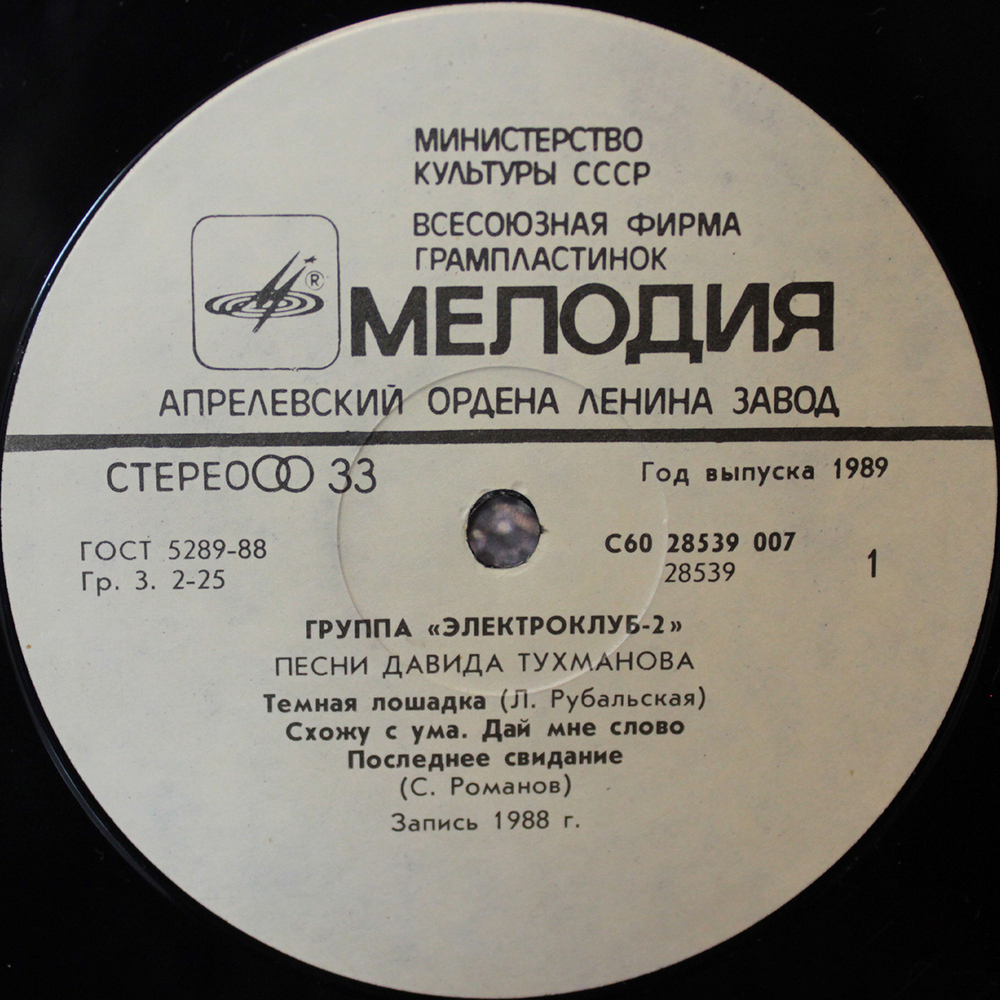 МИНИСТЕРСТВО
КУЛЬТУРЫ СССР
ВСЕСОЮЗНАЯ ФИРМА
ГРАМПЛАСТИНОК
®
МЕЛОДИЯ
АПРЕЛЕВСКИЙ ОРДЕНА ЛЕНИНА ЗАВОД
СТЕРЕО 33
Год выпуска 1989
ГОСТ 5289-88
Гр. 3. 2-25
С60 28539 007
28539
1
ГРУППА «ЭЛЕКТРОКЛУБ-2»
ПЕСНИ ДАВИДА ТУХМАНОВА
Темная лошадка (Л. Рубальская)
Схожу с ума. Дай мне слово
Последнее свидание
(С. Романов)
Запись 1988 г.